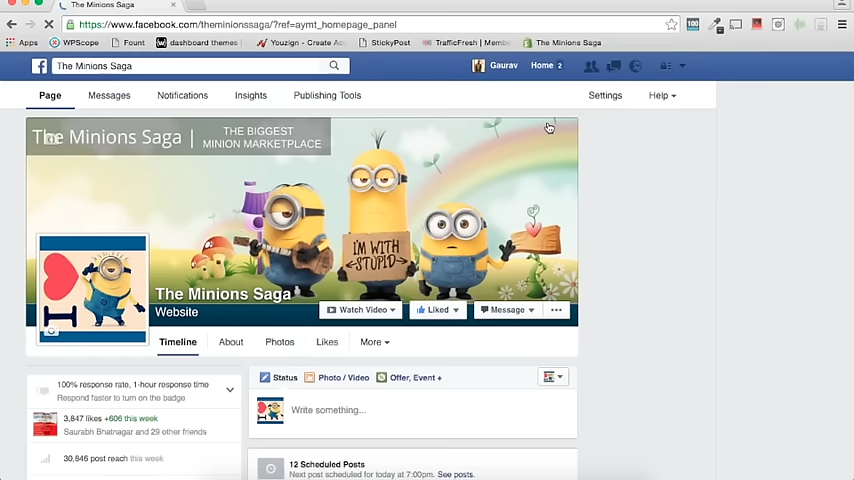 The Minions Saga
https://www.facebook.com/theminionssaga/?ref=aymt_homepage_panel
Apps WPScope Fount dashboard themes Youzign - Create Ac StickyPost TrafficFresh | Membe The Minions Saga
The Minions Saga Gaurav Home 2
Page Messages Notifications Insights Publishing Tools Settings Help
The Minions Saga | THE BIGGEST
MINION MARKETPLACE
I'M WITH
STUPID
I
The Minions Saga
Website
Watch Video Liked Message
Timeline About Photos Likes More
100% response rate, 1-hour response time
Respond faster to turn on the badge
3,847 likes +606 this week
Saurabh Bhatnagar and 29 other friends
30,846 post reach this week
Status Photo / Video Offer, Event +
Write something...
12 Scheduled Posts
Next post scheduled for today at 7:00pm. See posts.